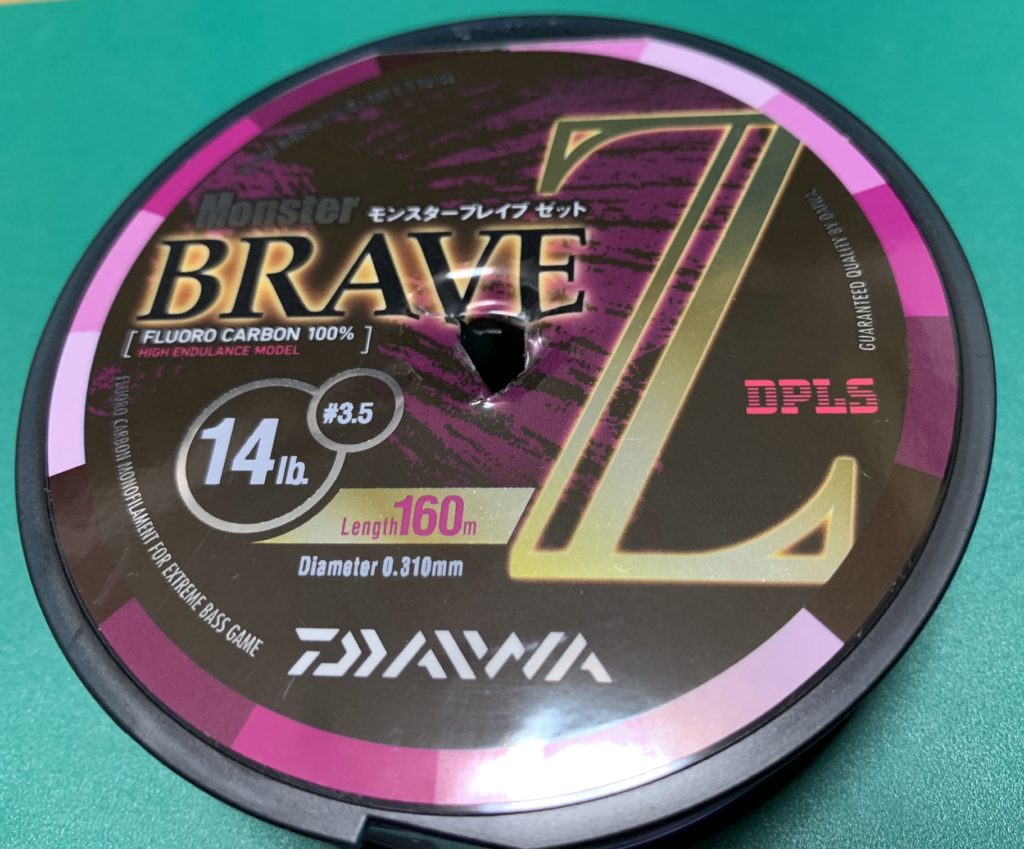 Monster モンスターブレイブ ゼット
BRAVE Z
[ FLUORO CARBON 100% ]
HIGH ENDULANCE MODEL
#3.5
14lb.
Length 160m
Diameter 0.310mm
DAIWA
DPLS
GUARANTEED QUALITY BY DAIWA
FLUORO CARBON MONOFILAMENT FOR EXTREME BASS GAME